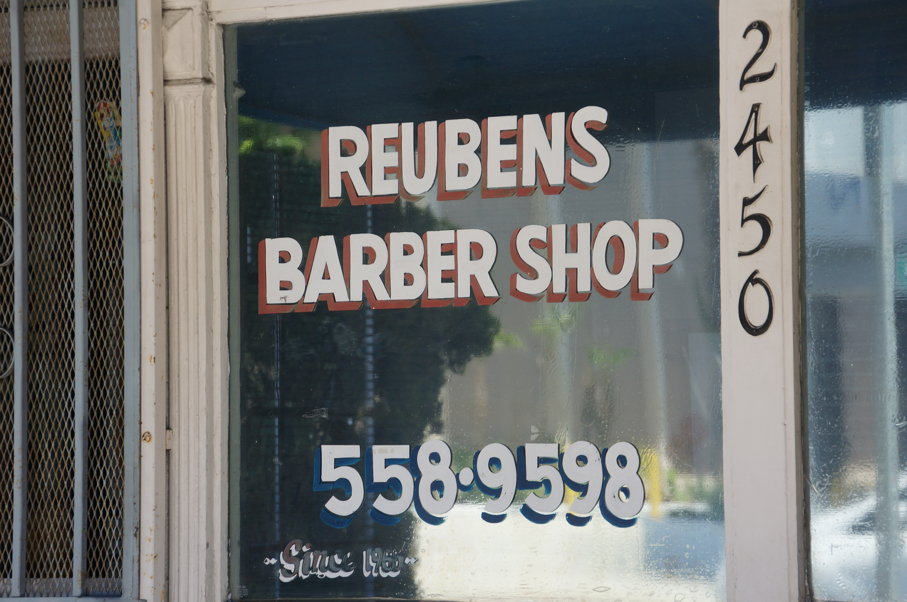 REUBENS
BARBER SHOP
558-9598
Since
2450